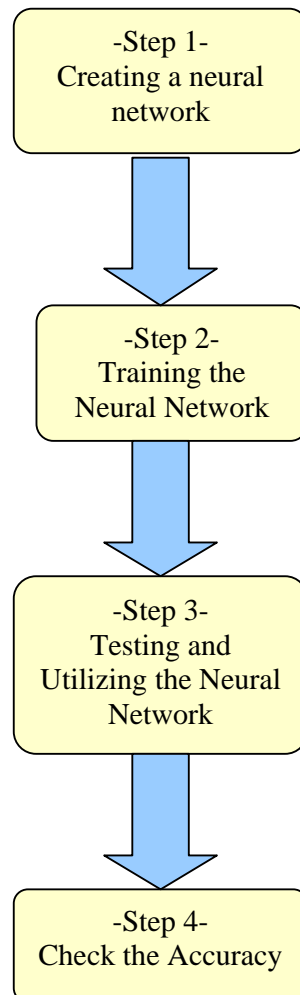 -Step 1-
Creating a neural
network
-Step 2-
Training the
Neural Network
-Step 3-
Testing and
Utilizing the Neural
Network
-Step 4-
Check the Accuracy